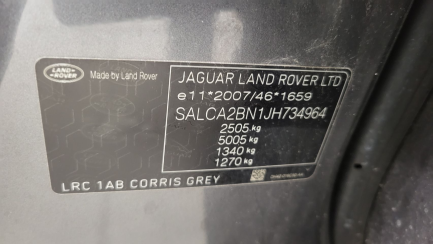 LAND-
ROVER
Made by Land Rover
JAGUAR LAND ROVER LTD
e11*2007/46*1659
SALCA2BN1JH734964
2505 kg
5005 kg
1340 kg
1270 kg
LRC 1AB CORRIS GREY